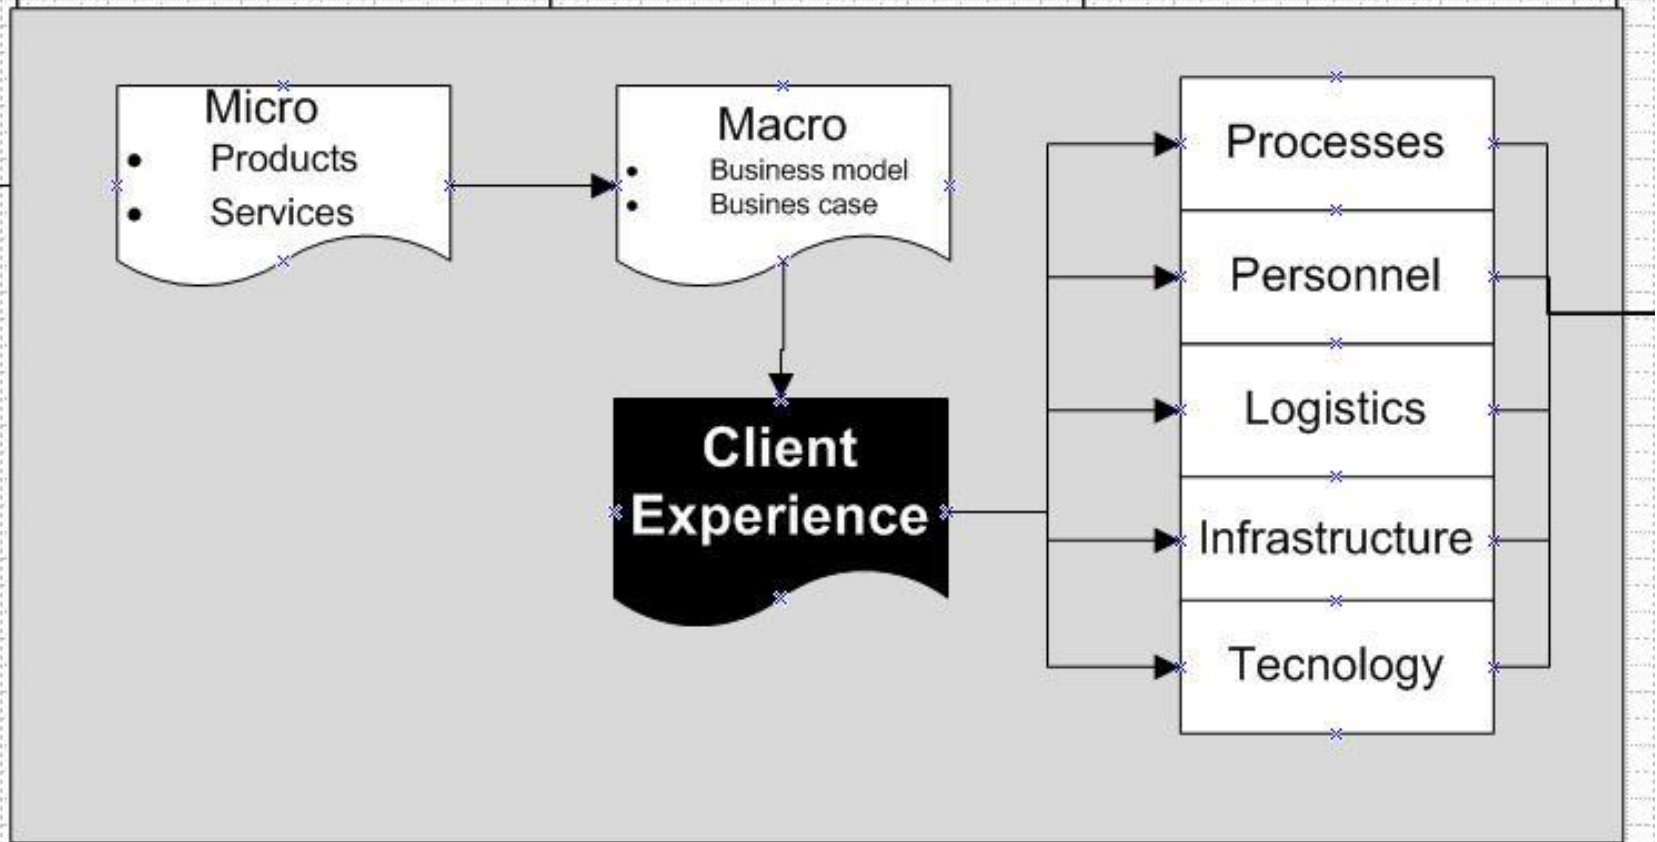 Micro
• Products
• Services
Macro
• Business model
• Busines case
Client
Experience
Processes
Personnel
Logistics
Infrastructure
Tecnology